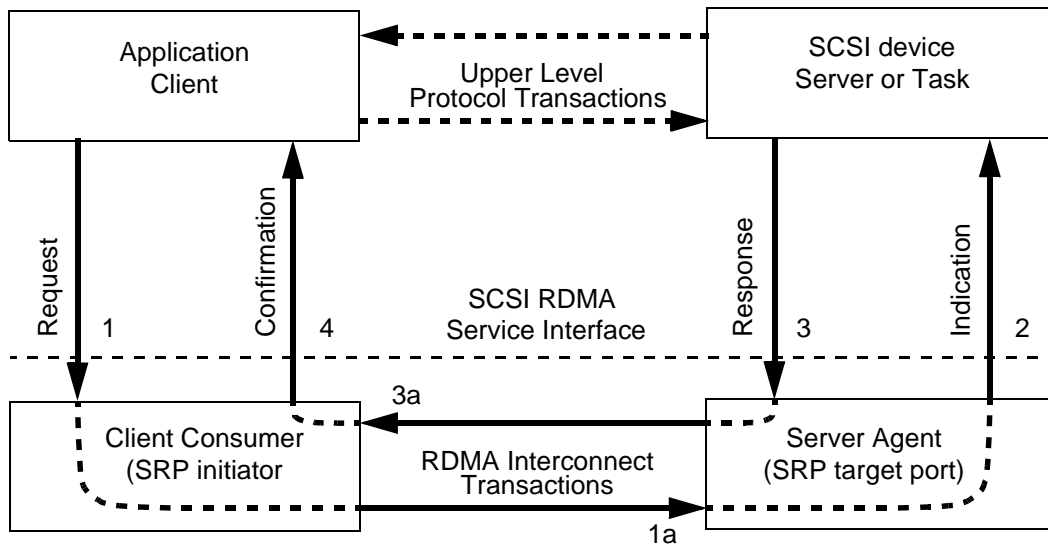 Application
Client
Upper Level
Protocol Transactions
SCSI device
Server or Task
Request
1
Confirmation
4
SCSI RDMA
Service Interface
Response
3
Indication
2
3a
Client Consumer
(SRP initiator
RDMA Interconnect
Transactions
Server Agent
(SRP target port)
1a